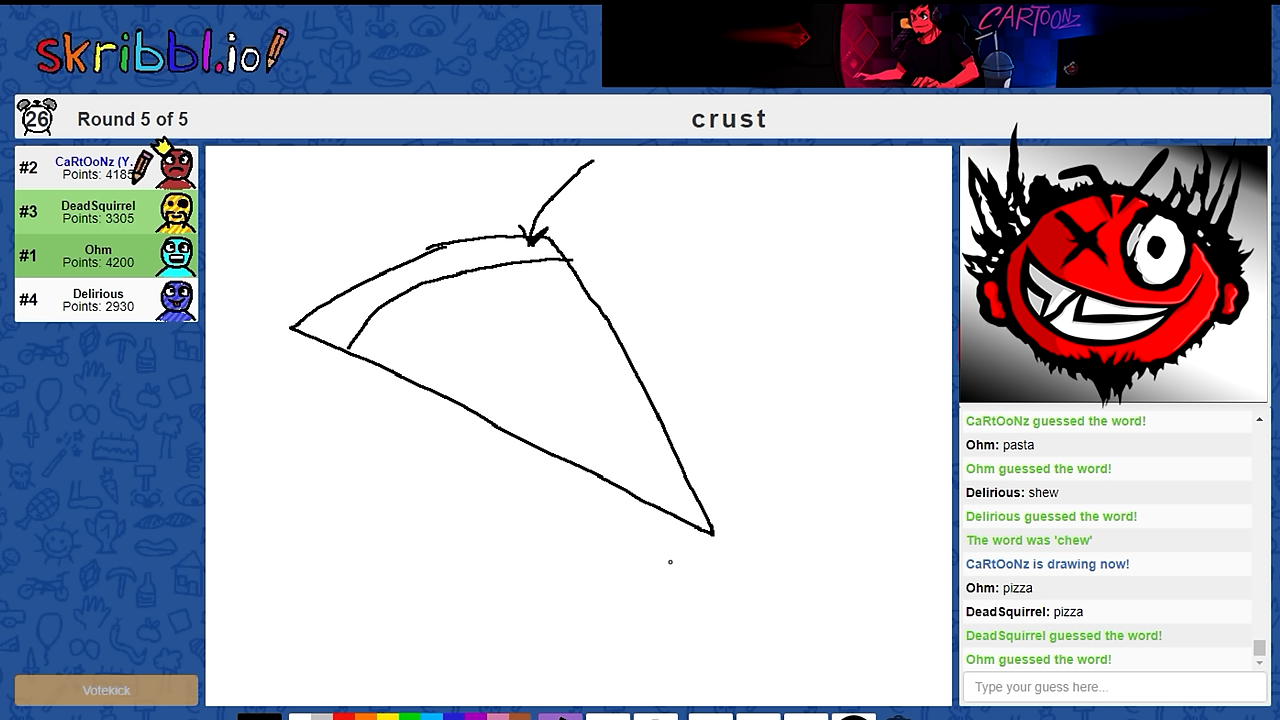 CARTOONZ
skribbl.io
26
Round 5 of 5
crust
#2
CaRtOoNz (Y.
Points: 4185
#3
DeadSquirrel
Points: 3305
#1
Ohm
Points: 4200
#4
Delirious
Points: 2930
CaRtOoNz guessed the word!
Ohm: pasta
Ohm guessed the word!
Delirious: shew
Delirious guessed the word!
The word was 'chew'
CaRtOoNz is drawing now!
Ohm: pizza
DeadSquirrel: pizza
DeadSquirrel guessed the word!
Ohm guessed the word!
Type your guess here...
Votekick